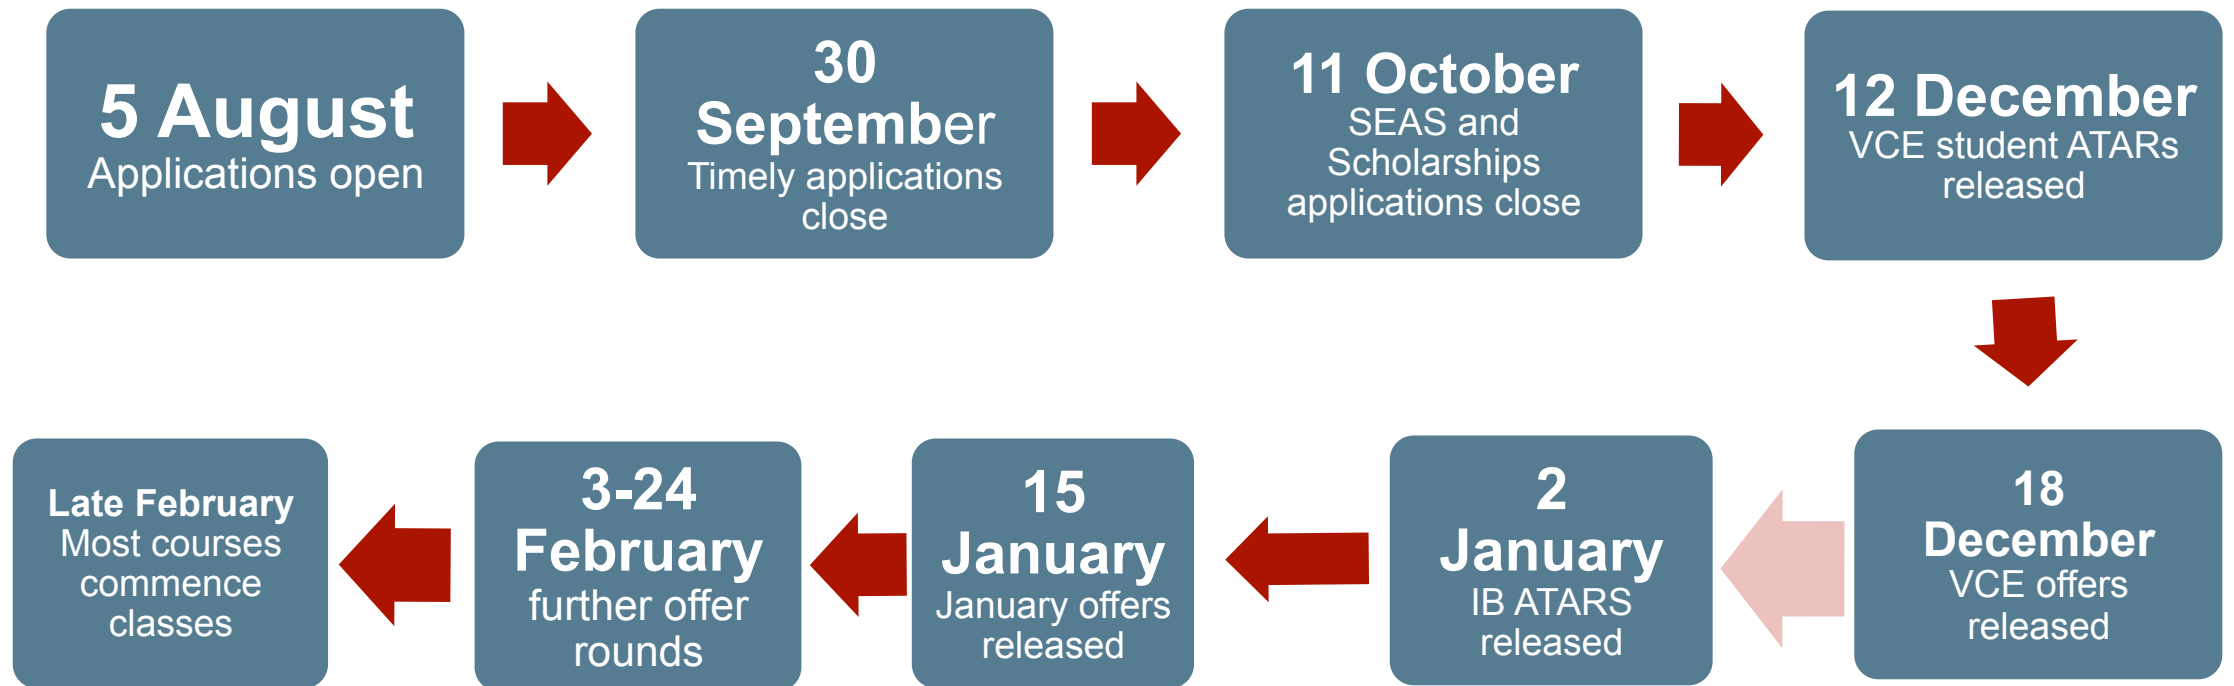 5 August
Applications open
30
September
Timely applications
close
11 October
SEAS and
Scholarships
applications close
12 December
VCE student ATARs
released
18
December
VCE offers
released
2
January
IB ATARS
released
15
January
January offers
released
3-24
February
further offer
rounds
Late February
Most courses
commence
classes